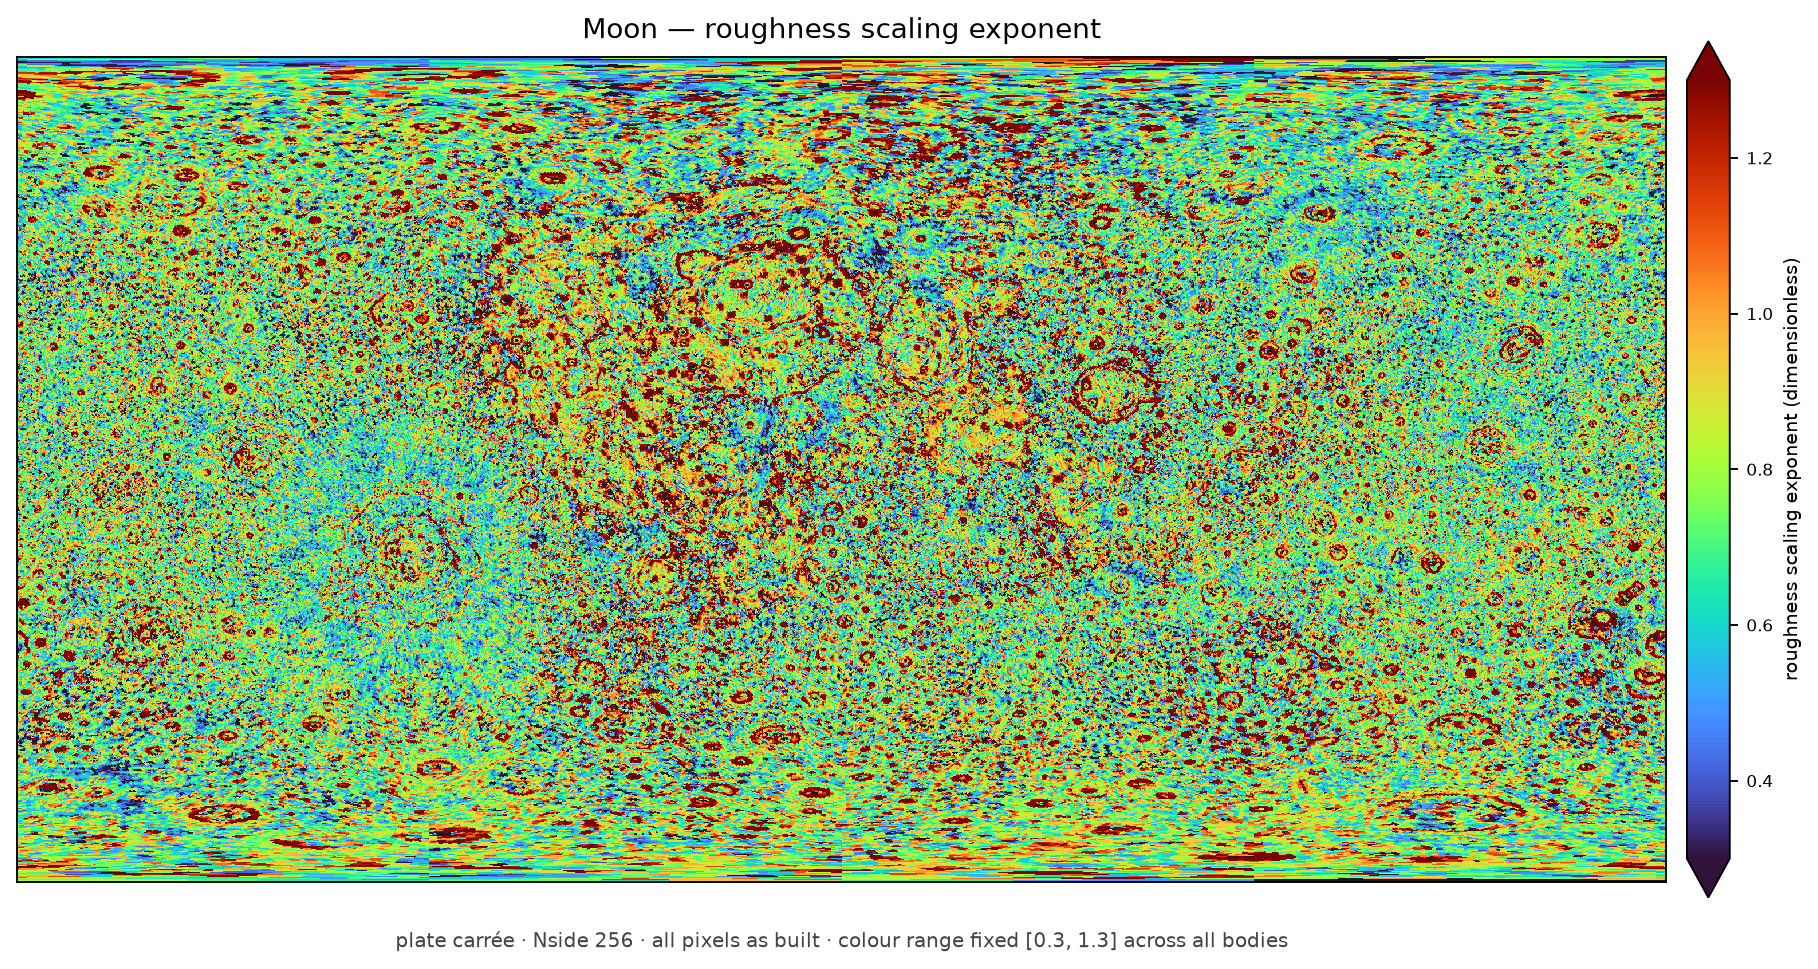 Moon — roughness scaling exponent
1.2
1.0
0.8
0.6
0.4
roughness scaling exponent (dimensionless)
plate carrée · Nside 256 · all pixels as built · colour range fixed [0.3, 1.3] across all bodies